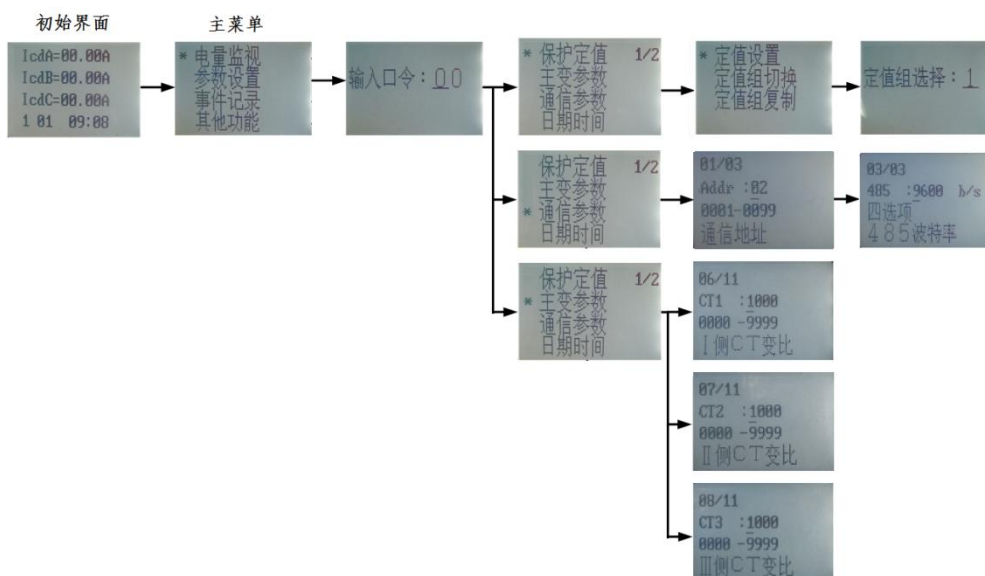 初始界面
IcdA=00.00A
IcdB=00.00A
IcdC=00.00A
1 01 09:08
主菜单
* 电量监视
参数设置
事件记录
其他功能
输入口令：00
* 保护定值 1/2
主变参数
通信参数
日期时间
* 定值设置
定值组切换
定值组复制
定值组选择：1
保护定值 1/2
主变参数
* 通信参数
日期时间
01/03
Addr :02
0001-0099
通信地址
03/03
485 :9600 b/s
四选项
485波特率
保护定值 1/2
* 主变参数
通信参数
日期时间
06/11
CT1 :1000
0000 -9999
Ⅰ侧CT变比
07/11
CT2 :1000
0000 -9999
Ⅱ侧CT变比
08/11
CT3 :1000
0000 -9999
Ⅲ侧CT变比